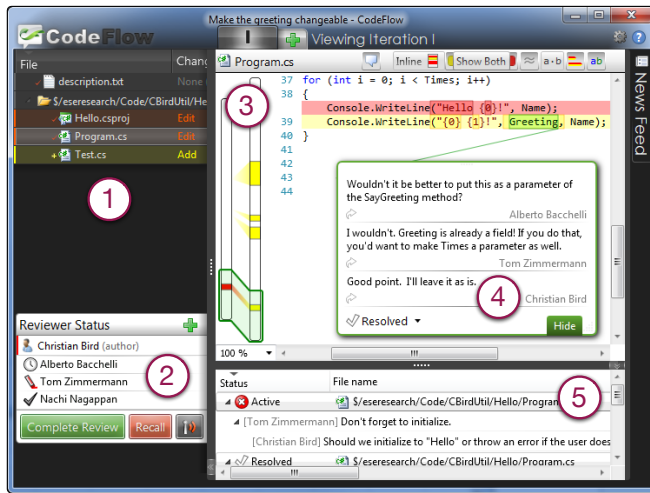 Make the greeting changeable - CodeFlow
CodeFlow
I
Viewing Iteration I
File
Chang
description.txt
None
$/eseresearch/Code/CBirdUtil/He
Hello.csproj
Edit
Program.cs
Edit
Test.cs
Add
1
Reviewer Status
Christian Bird (author)
Alberto Bacchelli
Tom Zimmermann
Nachi Nagappan
2
Complete Review
Recall
Program.cs
Inline
Show Both
a·b
ab
3
37 for (int i = 0; i < Times; i++)
38 {
Console.WriteLine("Hello {0}!", Name);
39 Console.WriteLine("{0} {1}!", Greeting, Name);
40 }
41
42
43
44
Wouldn't it be better to put this as a parameter of
the SayGreeting method?
Alberto Bacchelli
I wouldn't. Greeting is already a field! If you do that,
you'd want to make Times a parameter as well.
Tom Zimmermann
Good point. I'll leave it as is.
4
Christian Bird
Resolved
Hide
100 %
Status
File name
5
Active
$/eseresearch/Code/CBirdUtil/Hello/Program
[Tom Zimmermann] Don't forget to initialize.
[Christian Bird] Should we initialize to "Hello" or throw an error if the user does
Resolved
$/eseresearch/Code/CBirdUtil/Hello/Program.cs
News Feed